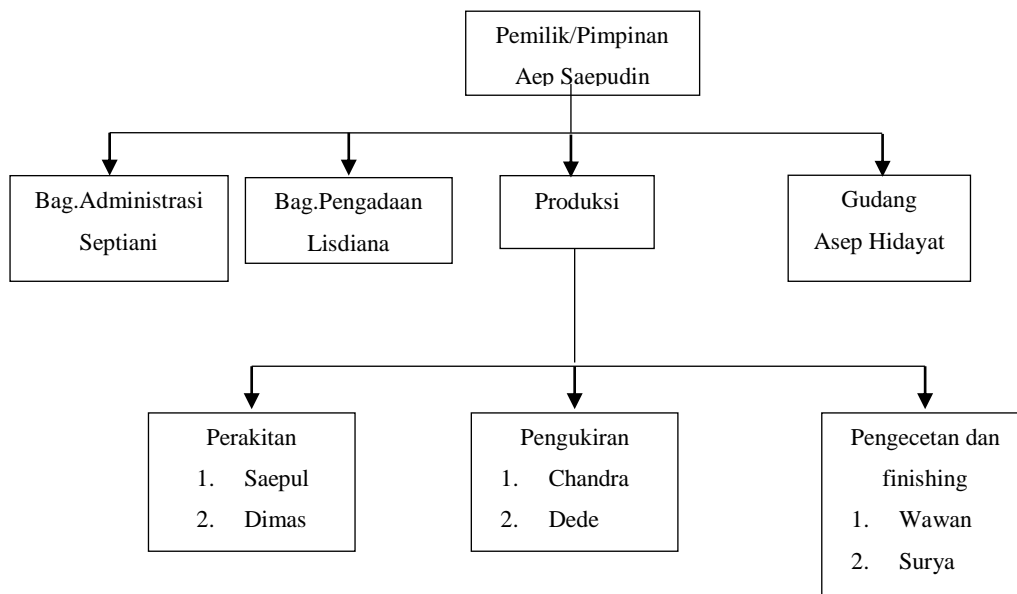 Pemilik/Pimpinan
Aep Saepudin
Bag.Administrasi
Septiani
Bag.Pengadaan
Lisdiana
Produksi
Gudang
Asep Hidayat
Perakitan
1. Saepul
2. Dimas
Pengukiran
1. Chandra
2. Dede
Pengecetan dan
finishing
1. Wawan
2. Surya